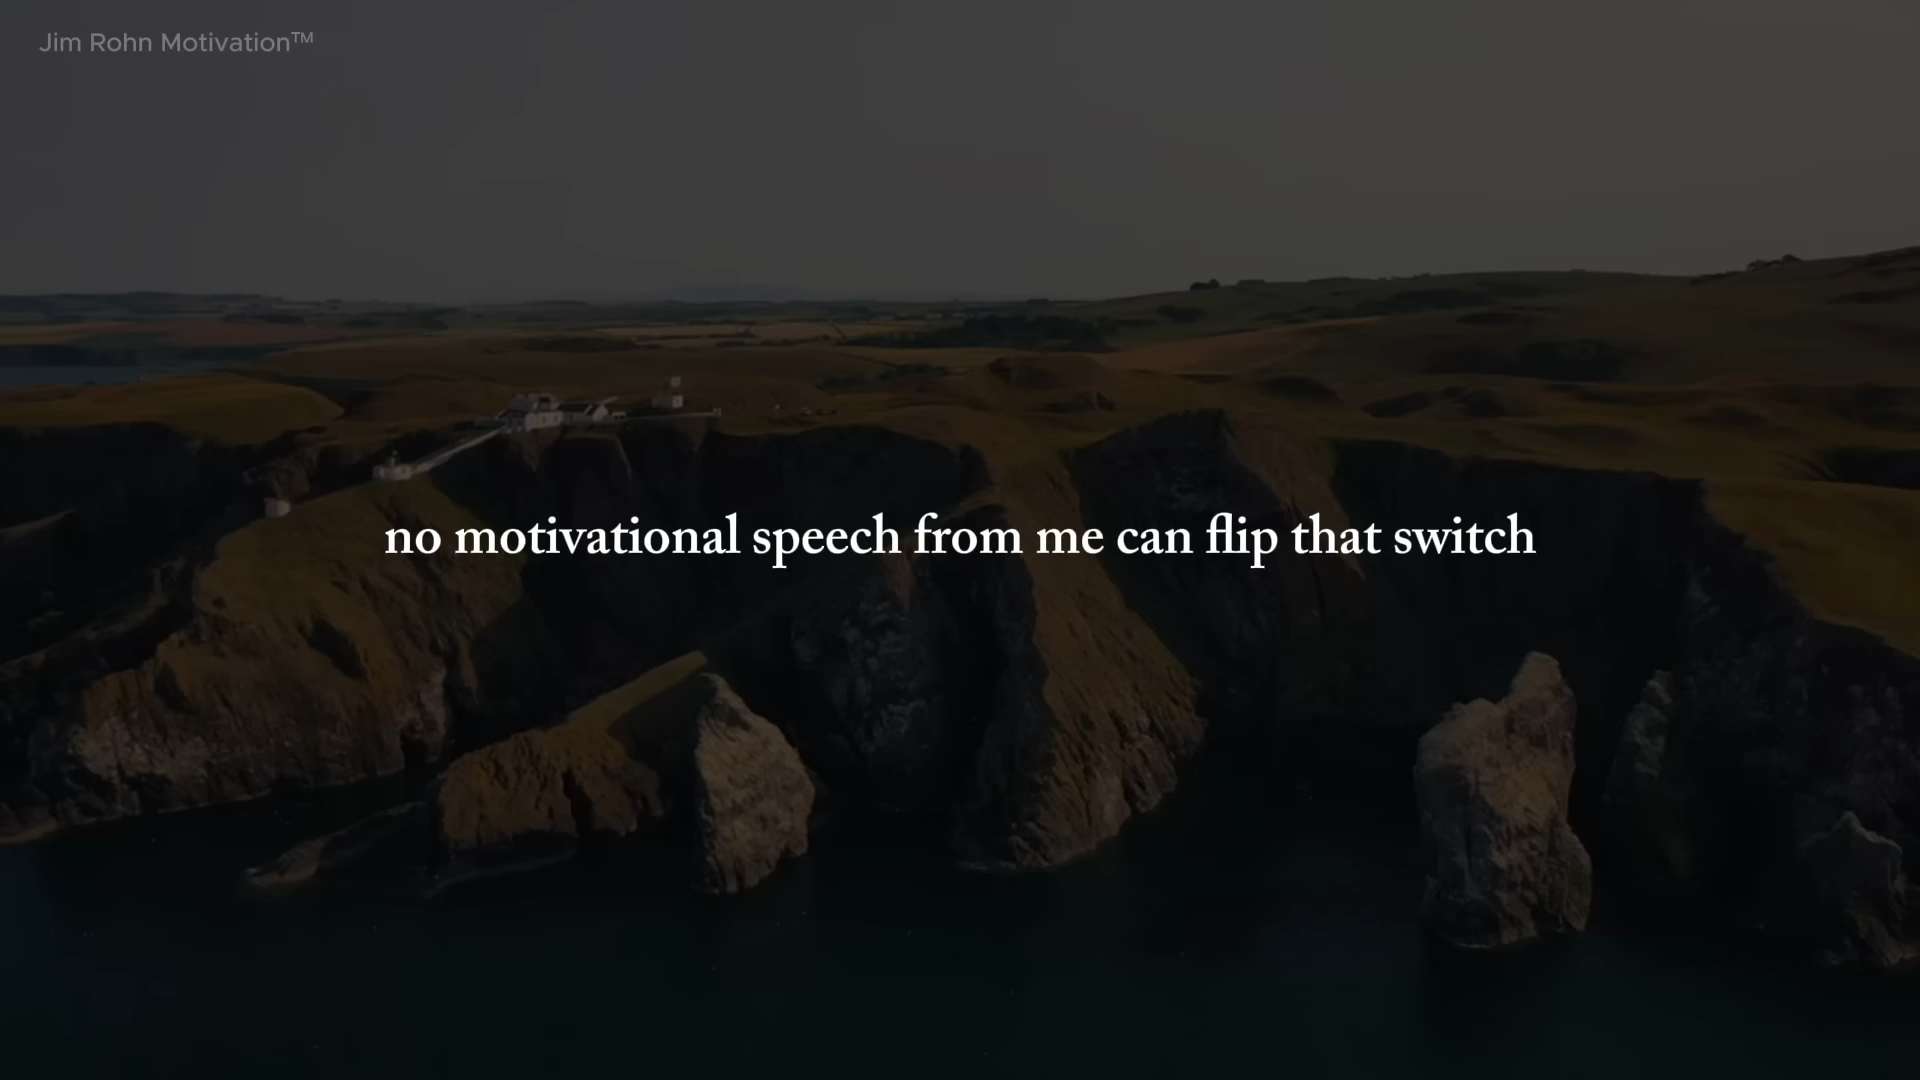 Jim Rohn Motivation™
no motivational speech from me can flip that switch